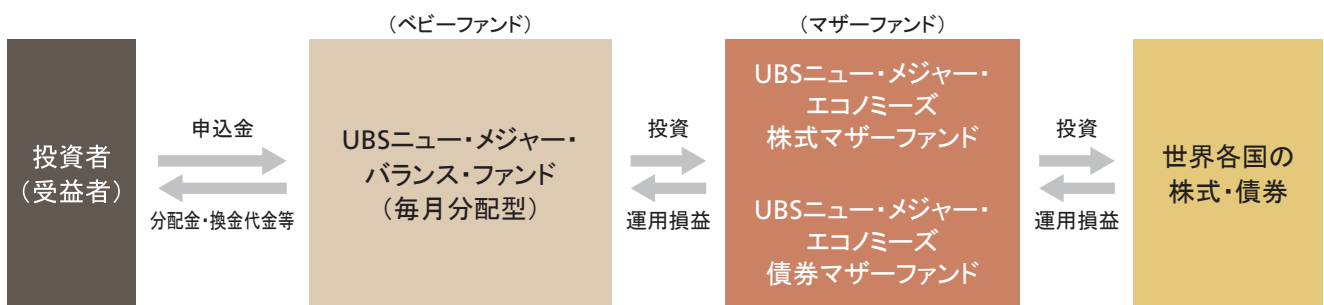 （ベビーファンド）
（マザーファンド）
投資者
（受益者）
申込金
分配金・換金代金等
UBSニュー・メジャー・
バランス・ファンド
（毎月分配型）
投資
運用損益
UBSニュー・メジャー・
エコノミーズ
株式マザーファンド
UBSニュー・メジャー・
エコノミーズ
債券マザーファンド
投資
運用損益
世界各国の
株式・債券